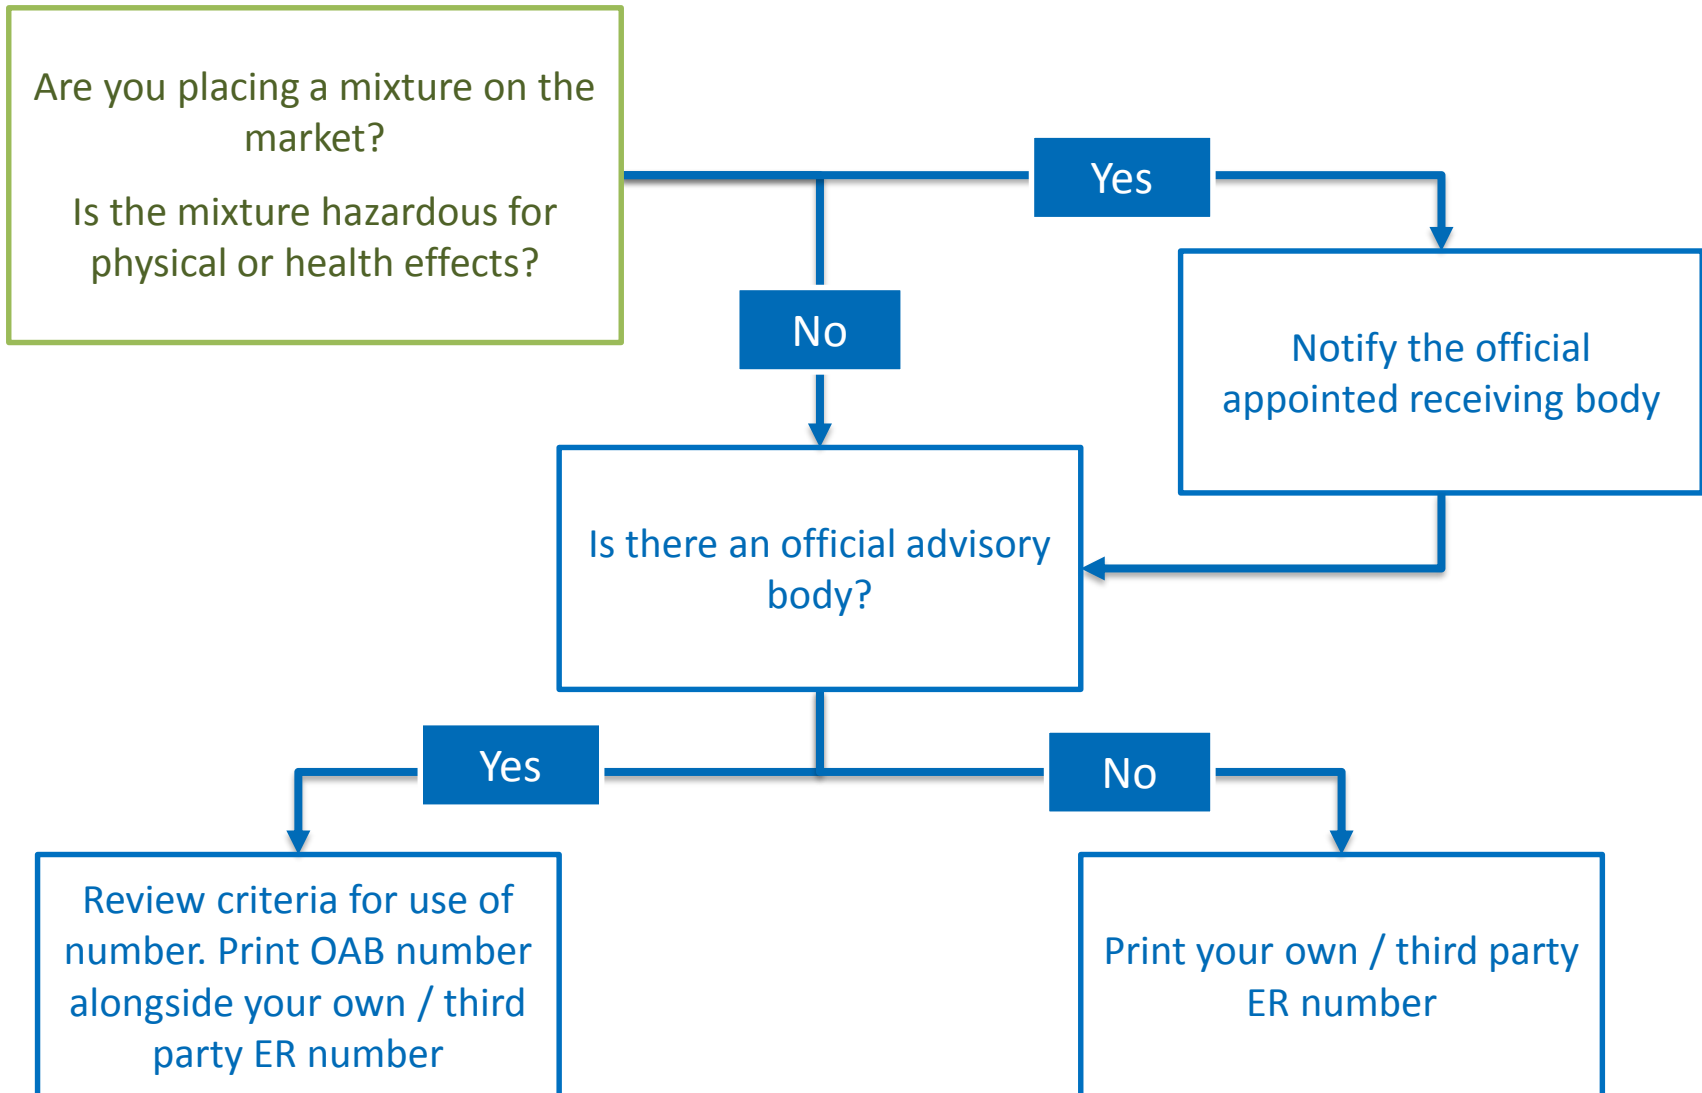 Are you placing a mixture on the
market?
Is the mixture hazardous for
physical or health effects?
Yes
No
Notify the official
appointed receiving body
Is there an official advisory
body?
Yes
No
Review criteria for use of
number. Print OAB number
alongside your own / third
party ER number
Print your own / third party
ER number